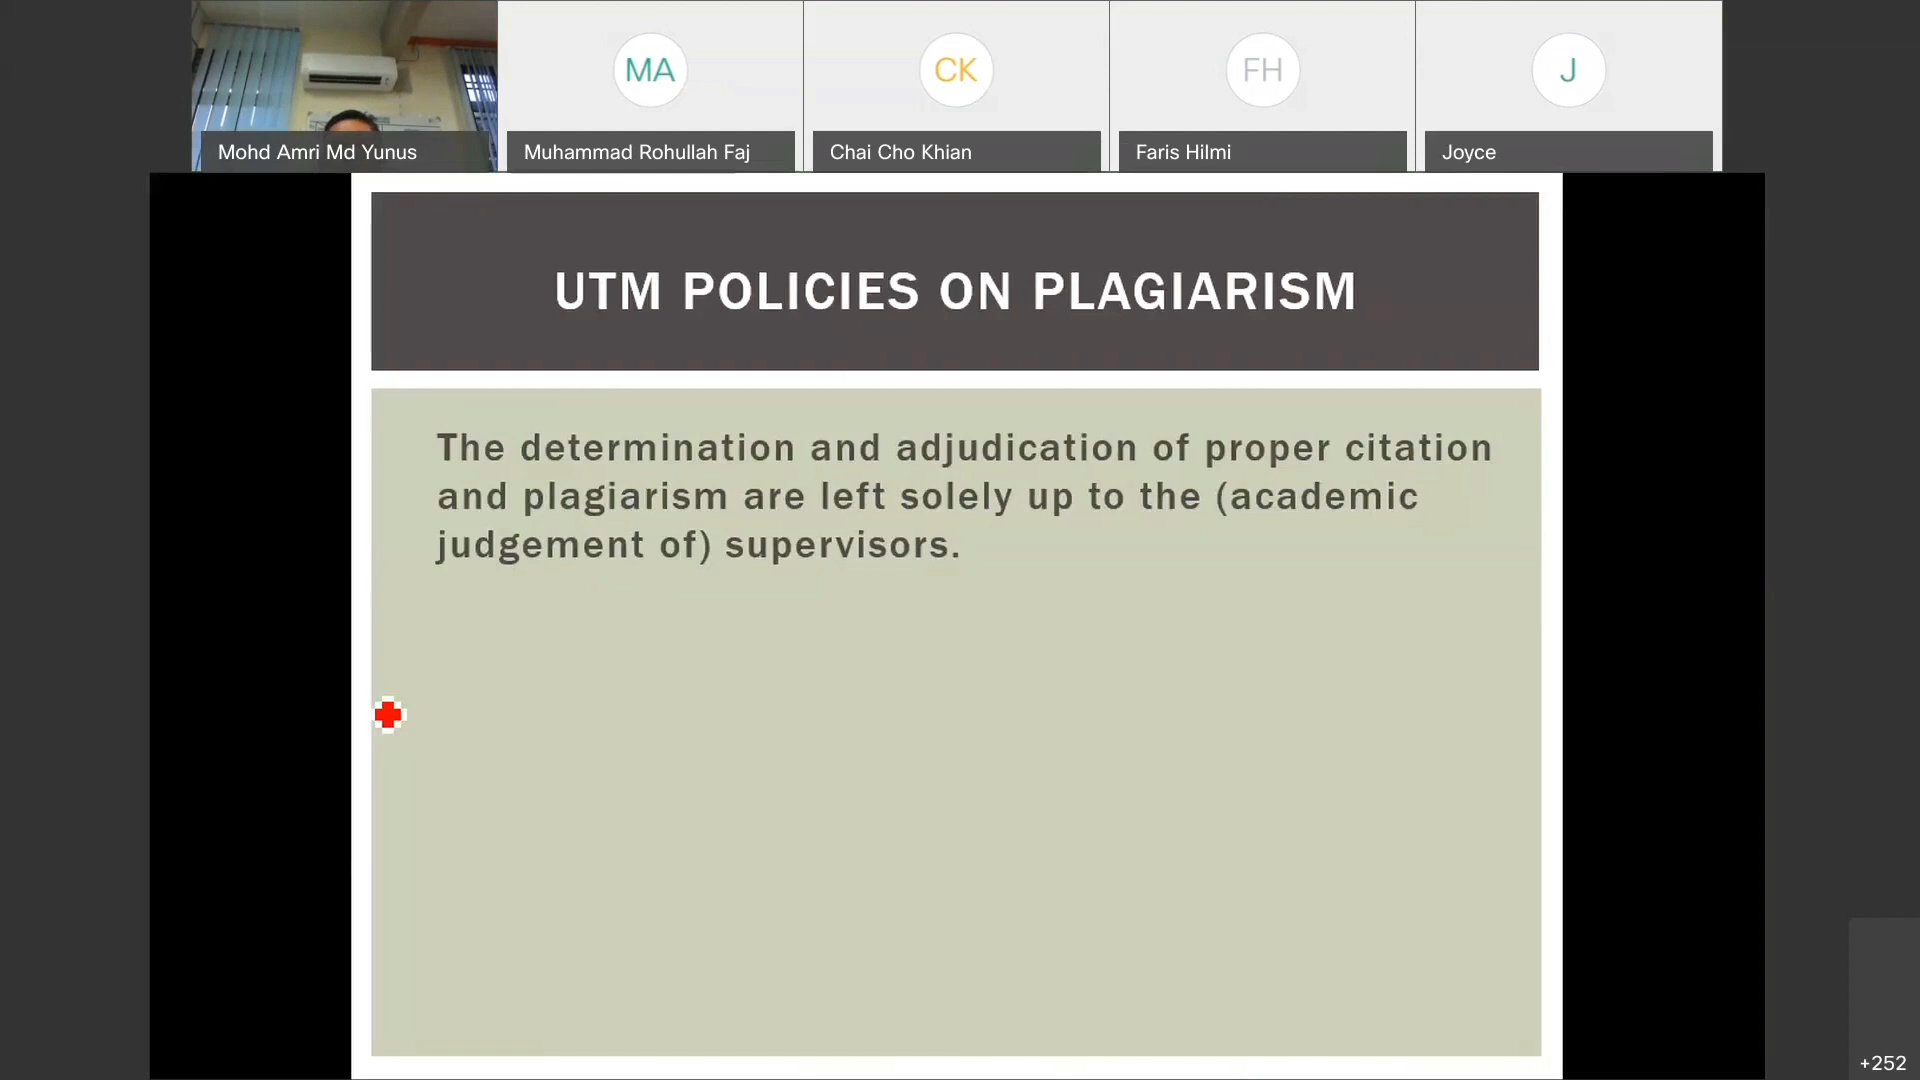 MA
CK
FH
J
Mohd Amri Md Yunus
Muhammad Rohullah Faj
Chai Cho Khian
Faris Hilmi
Joyce
UTM POLICIES ON PLAGIARISM
The determination and adjudication of proper citation
and plagiarism are left solely up to the (academic
judgement of) supervisors.
+252